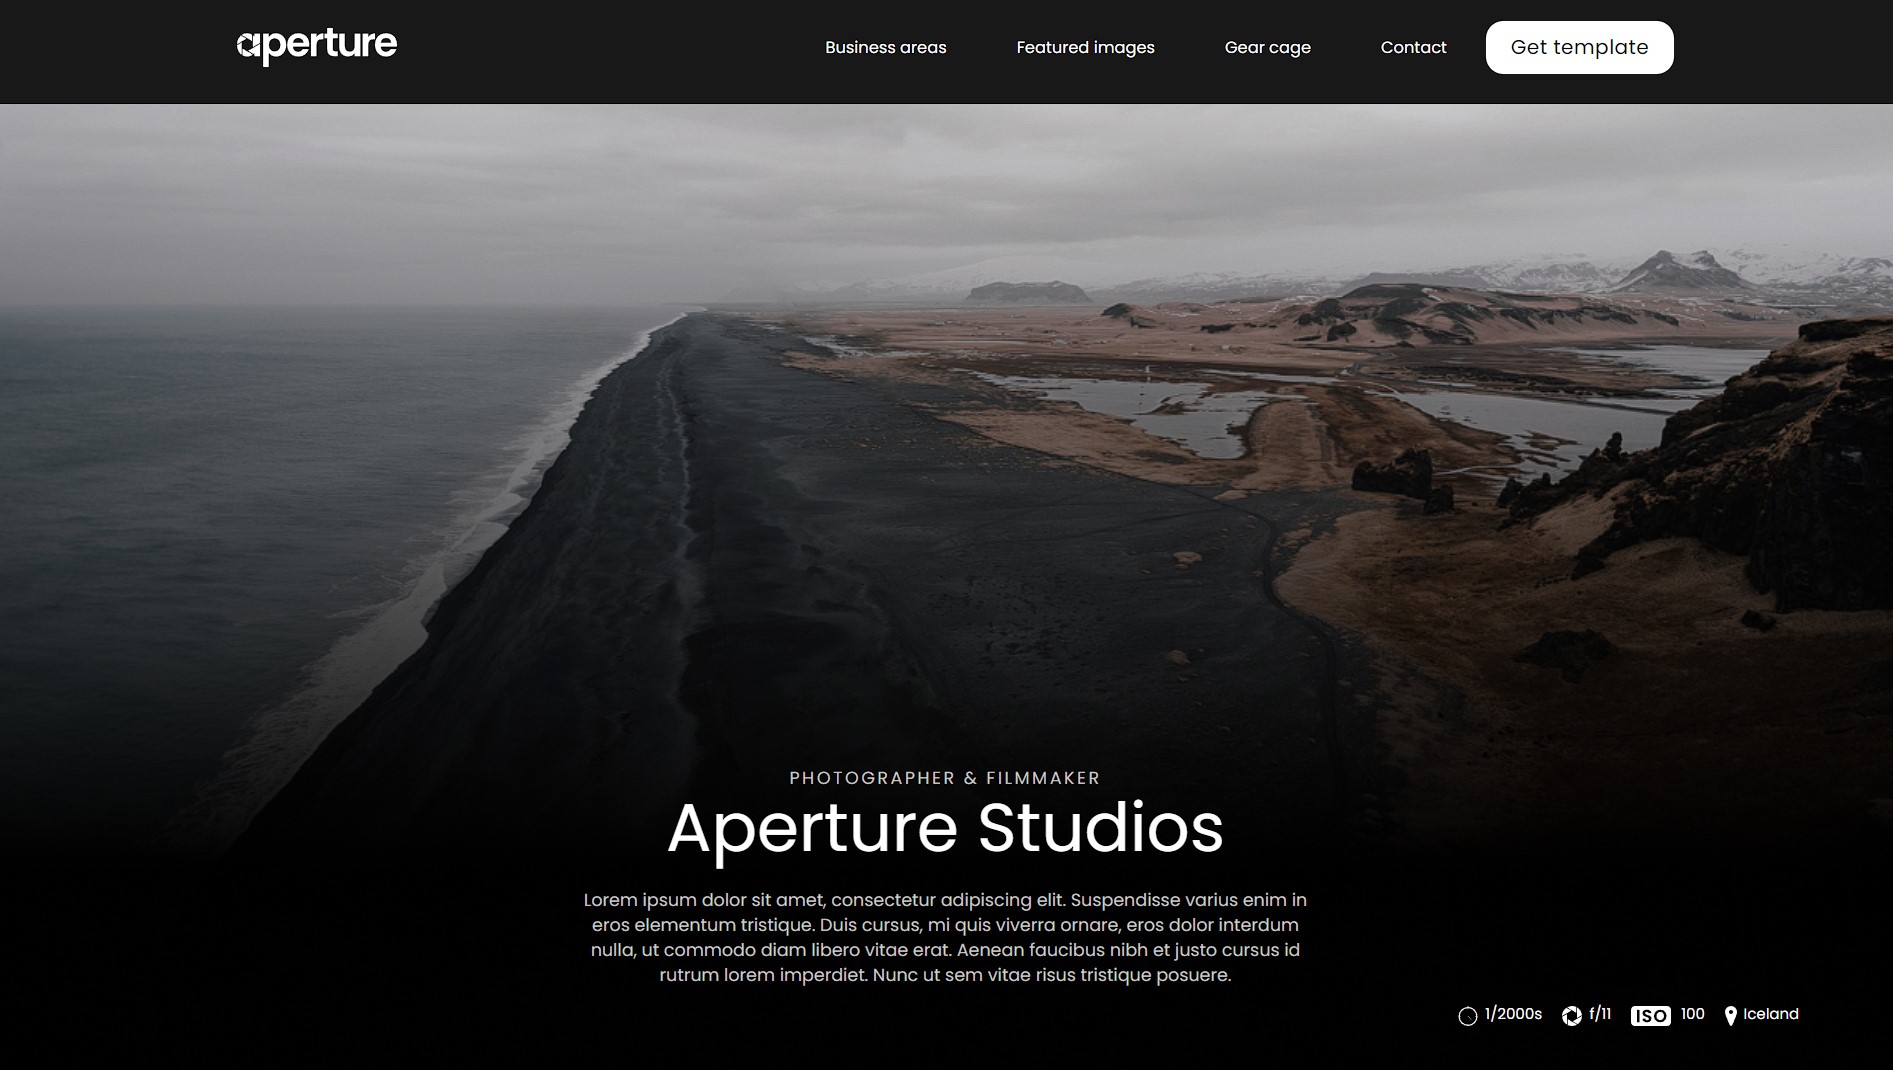 aperture
Business areas
Featured images
Gear cage
Contact
Get template
PHOTOGRAPHER & FILMMAKER
Aperture Studios
Lorem ipsum dolor sit amet, consectetur adipiscing elit. Suspendisse varius enim in
eros elementum tristique. Duis cursus, mi quis viverra ornare, eros dolor interdum
nulla, ut commodo diam libero vitae erat. Aenean faucibus nibh et justo cursus id
rutrum lorem imperdiet. Nunc ut sem vitae risus tristique posuere.
1/2000s f/11 ISO 100 Iceland